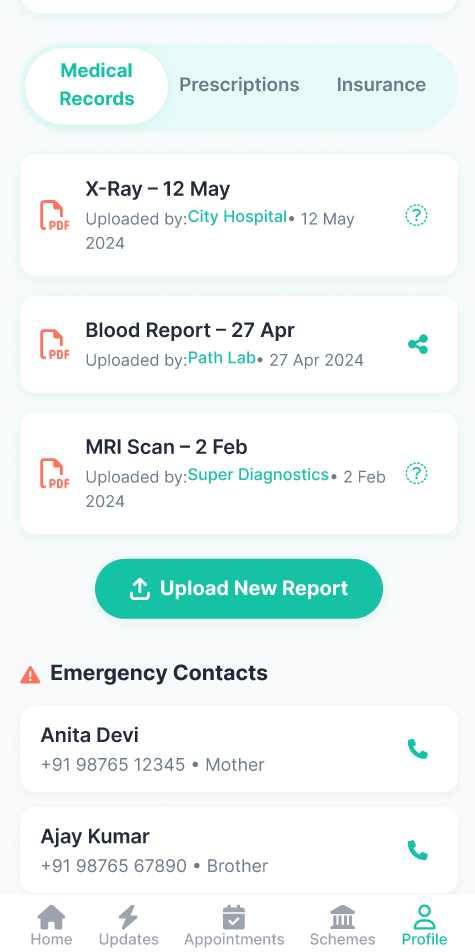 Medical
Records
Prescriptions
Insurance
X-Ray – 12 May
PDF
Uploaded by:City Hospital• 12 May
2024
?
Blood Report – 27 Apr
PDF
Uploaded by:Path Lab• 27 Apr 2024
MRI Scan – 2 Feb
PDF
Uploaded by:Super Diagnostics• 2 Feb
2024
?
Upload New Report
Emergency Contacts
Anita Devi
+91 98765 12345 • Mother
Ajay Kumar
+91 98765 67890 • Brother
Home
Updates
Appointments
Schemes
Profile